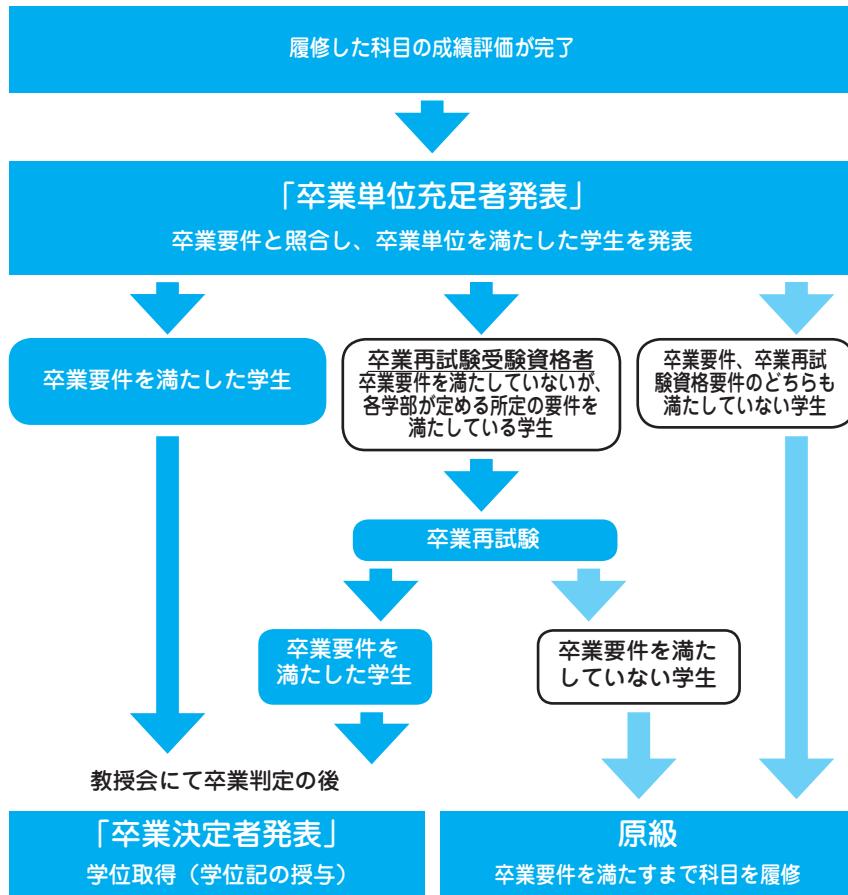 履修した科目の成績評価が完了
「卒業単位充足者発表」
卒業要件と照合し、卒業単位を満たした学生を発表
卒業要件を満たした学生
卒業再試験受験資格者
卒業要件を満たしていないが、
各学部が定める所定の要件を
満たしている学生
卒業要件、卒業再試
験資格要件のどちらも
満たしていない学生
卒業再試験
卒業要件を
満たした学生
卒業要件を満た
していない学生
教授会にて卒業判定の後
「卒業決定者発表」
学位取得（学位記の授与）
原級
卒業要件を満たすまで科目を履修